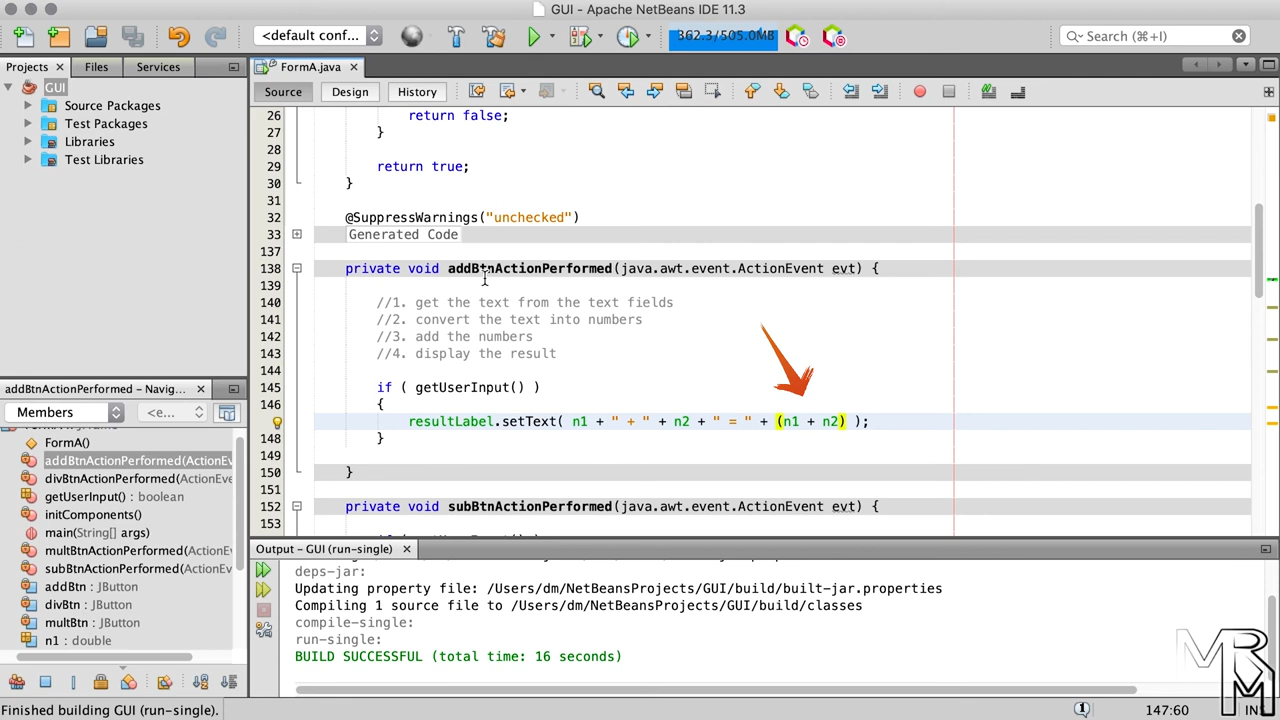 GUI - Apache NetBeans IDE 11.3
<default conf...
362.3/505.0MB
Search (⌘+I)
Projects
Files
Services
FormA.java
GUI
Source Packages
Test Packages
Libraries
Test Libraries
Source
Design
History
26 return false;
27 }
28
29 return true;
30 }
31
32 @SuppressWarnings("unchecked")
33 Generated Code
137
138 private void addBtnActionPerformed(java.awt.event.ActionEvent evt) {
139
140 //1. get the text from the text fields
141 //2. convert the text into numbers
142 //3. add the numbers
143 //4. display the result
144
145 if ( getUserInput() )
146 {
resultLabel.setText( n1 + " + " + n2 + " = " + (n1 + n2) );
148 }
149
150 }
151
152 private void subBtnActionPerformed(java.awt.event.ActionEvent evt) {
153
addBtnActionPerformed - Navig...
Members
<e...
FormA()
addBtnActionPerformed(ActionEv
divBtnActionPerformed(ActionEve
getUserInput() : boolean
initComponents()
main(String[] args)
multBtnActionPerformed(ActionE
subBtnActionPerformed(ActionEv
addBtn : JButton
divBtn : JButton
multBtn : JButton
n1 : double
Output - GUI (run-single)
deps-jar:
Updating property file: /Users/dm/NetBeansProjects/GUI/build/built-jar.properties
Compiling 1 source file to /Users/dm/NetBeansProjects/GUI/build/classes
compile-single:
run-single:
BUILD SUCCESSFUL (total time: 16 seconds)
Finished building GUI (run-single).
1
147:60